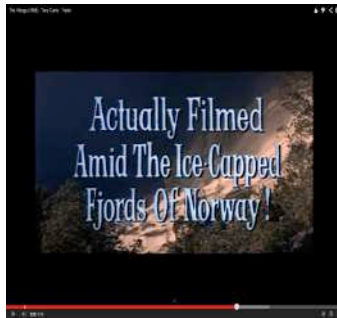 Actually Filmed
Amid The Ice-Capped
Fjords Of Norway!